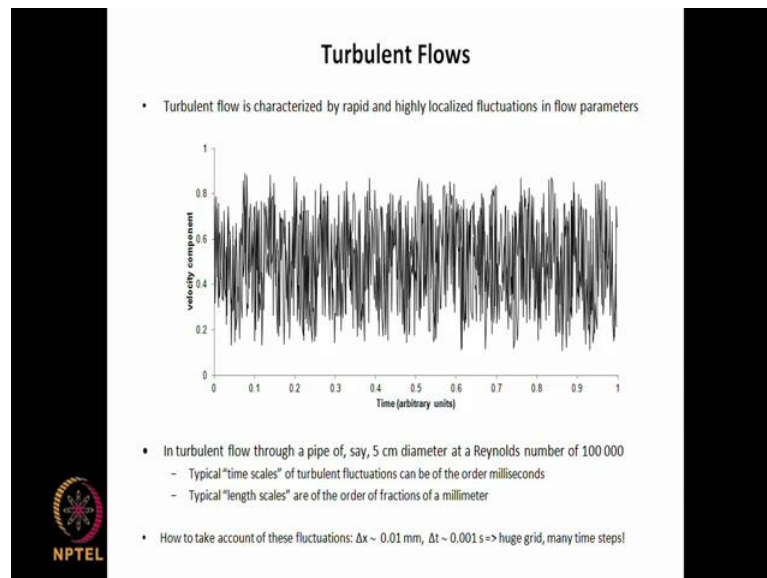 Turbulent Flows
• Turbulent flow is characterized by rapid and highly localized fluctuations in flow parameters
1
0.8
0.6
0.4
0.2
0
velocity component
0 0.1 0.2 0.3 0.4 0.5 0.6 0.7 0.8 0.9 1
Time (arbitrary units)
• In turbulent flow through a pipe of, say, 5 cm diameter at a Reynolds number of 100 000
– Typical "time scales" of turbulent fluctuations can be of the order milliseconds
– Typical "length scales" are of the order of fractions of a millimeter
• How to take account of these fluctuations: Δx ~ 0.01 mm, Δt ~ 0.001 s => huge grid, many time steps!
NPTEL